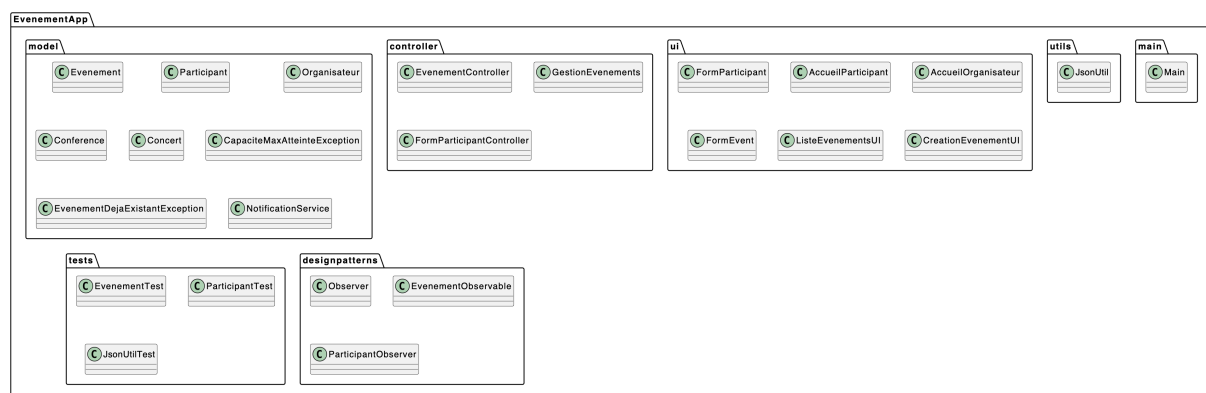 EvenementApp
model
C Evenement
C Participant
C Organisateur
C Conference
C Concert
C CapaciteMaxAtteinteException
C EvenementDejaExistantException
C NotificationService
controller
C EvenementController
C GestionEvenements
C FormParticipantController
ui
C FormParticipant
C AccueilParticipant
C AccueilOrganisateur
C FormEvent
C ListeEvenementsUI
C CreationEvenementUI
utils
C JsonUtil
main
C Main
tests
C EvenementTest
C ParticipantTest
C JsonUtilTest
designpatterns
C Observer
C EvenementObservable
C ParticipantObserver